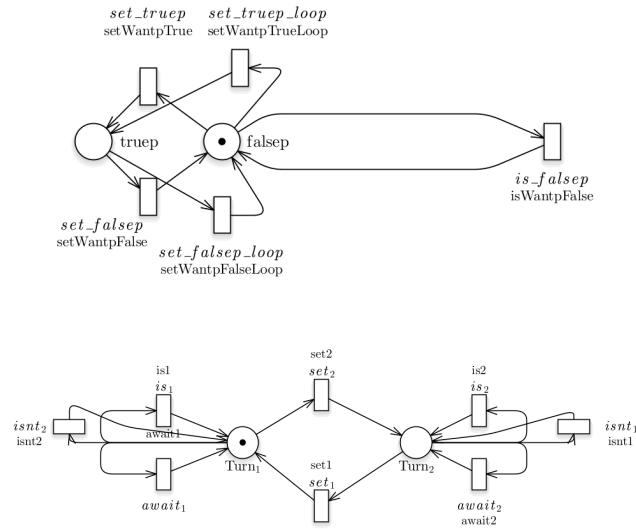 set_truep
setWantpTrue
set_truep_loop
setWantpTrueLoop
truep
falsep
is_falsep
isWantpFalse
set_falsep
setWantpFalse
set_falsep_loop
setWantpFalseLoop
set2
set₂
is1
is₁
is2
is₂
isnt₂
isnt2
await1
isnt₁
isnt1
Turn₁
Turn₂
set1
set₁
await₁
await₂
await2